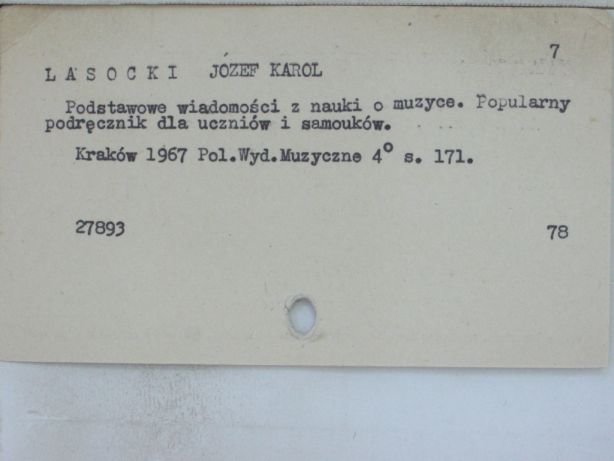 7
LASOCKI JÓZEF KAROL
Podstawowe wiadomości z nauki o muzyce. Popularny
podręcznik dla uczniów i samouków.
Kraków 1967 Pol.Wyd.Muzyczne 4° s. 171.
27893 78